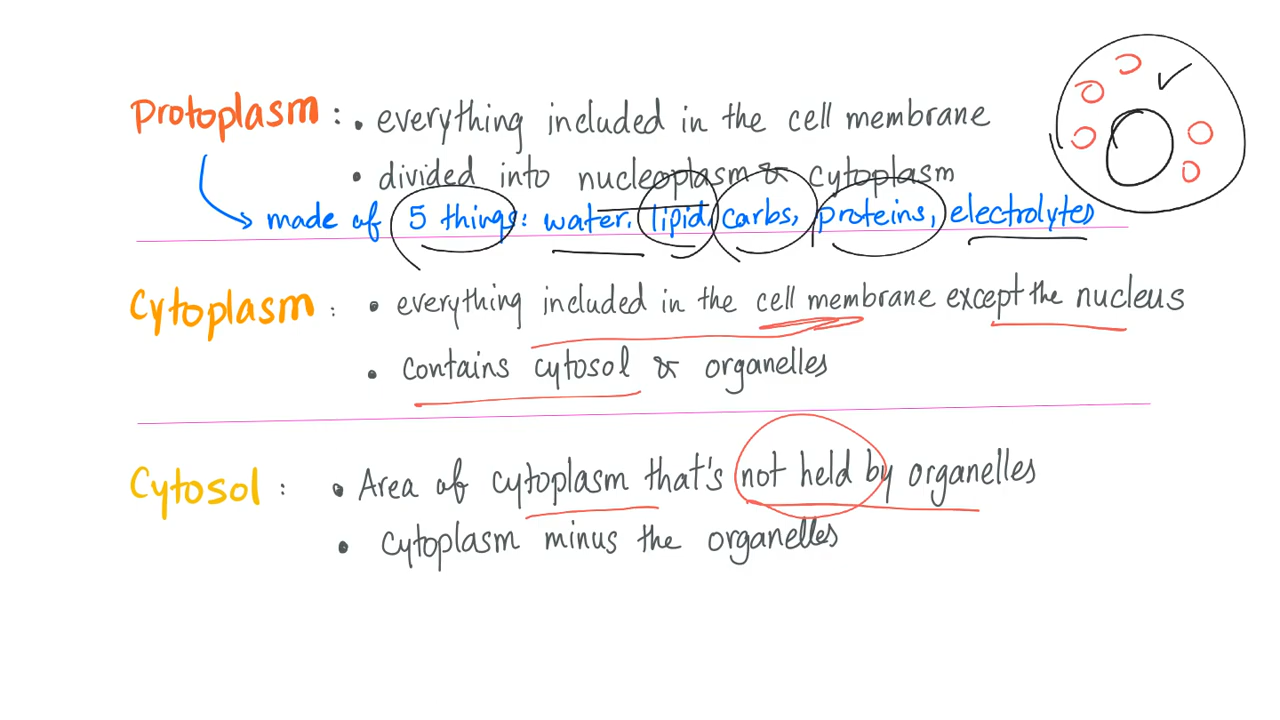 Protoplasm : • everything included in the cell membrane
• divided into nucleoplasm & cytoplasm
made of 5 things: water, lipid, carbs, proteins, electrolytes
Cytoplasm : • everything included in the cell membrane except the nucleus
• contains cytosol & organelles
Cytosol : • Area of cytoplasm that's not held by organelles
• cytoplasm minus the organelles